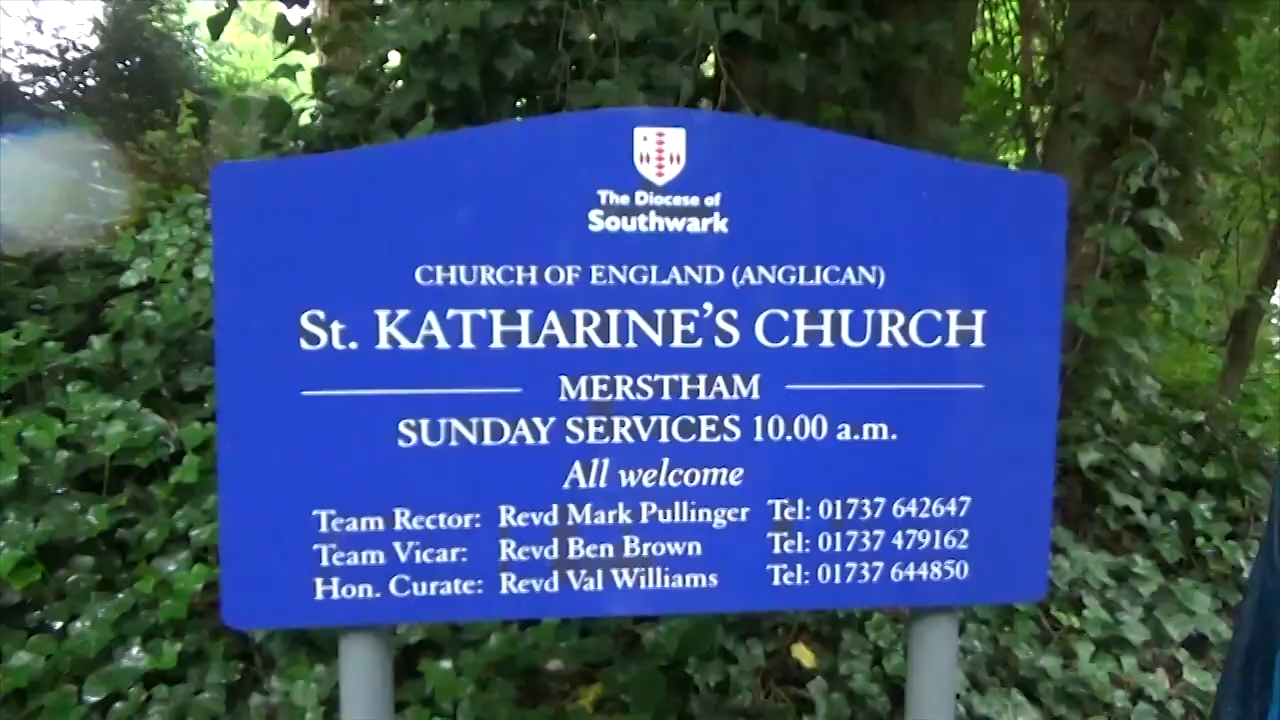 The Diocese of
Southwark
CHURCH OF ENGLAND (ANGLICAN)
St. KATHARINE'S CHURCH
MERSTHAM
SUNDAY SERVICES 10.00 a.m.
All welcome
Team Rector: Revd Mark Pullinger Tel: 01737 642647
Team Vicar: Revd Ben Brown Tel: 01737 479162
Hon. Curate: Revd Val Williams Tel: 01737 644850